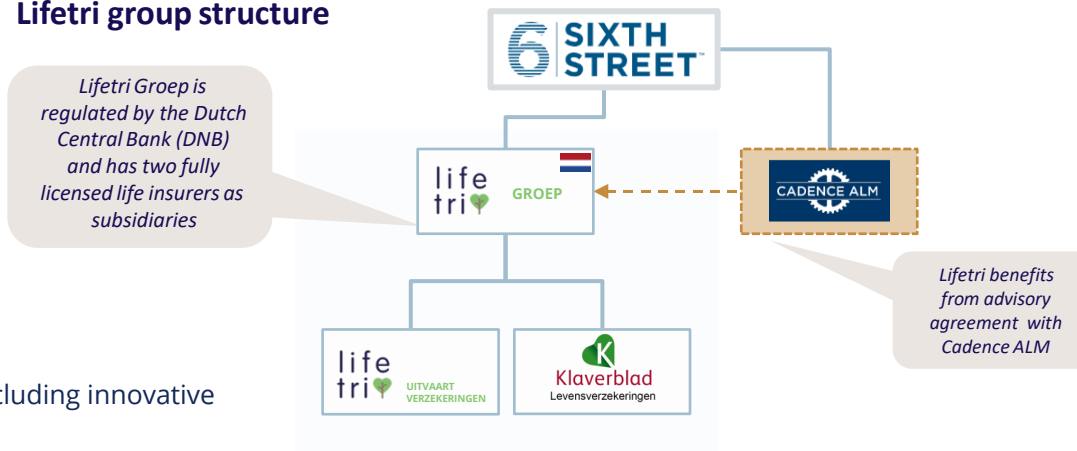 Lifetri group structure
6 SIXTH
STREET™
Lifetri Groep is
regulated by the Dutch
Central Bank (DNB)
and has two fully
licensed life insurers as
subsidiaries
life
tri GROEP
CADENCE ALM
Lifetri benefits
from advisory
agreement with
Cadence ALM
life
tri UITVAART
VERZEKERINGEN
K
Klaverblad
Levensverzekeringen
cluding innovative